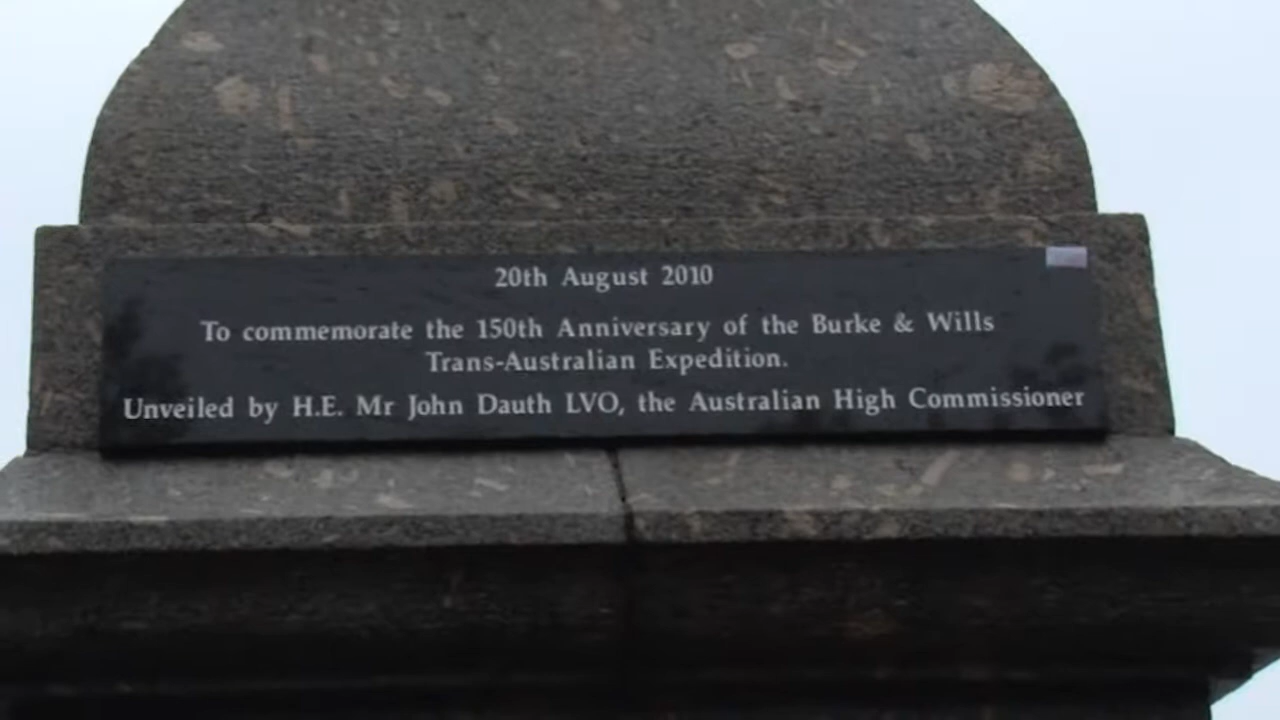 20th August 2010
To commemorate the 150th Anniversary of the Burke & Wills
Trans-Australian Expedition.
Unveiled by H.E. Mr John Dauth LVO, the Australian High Commissioner